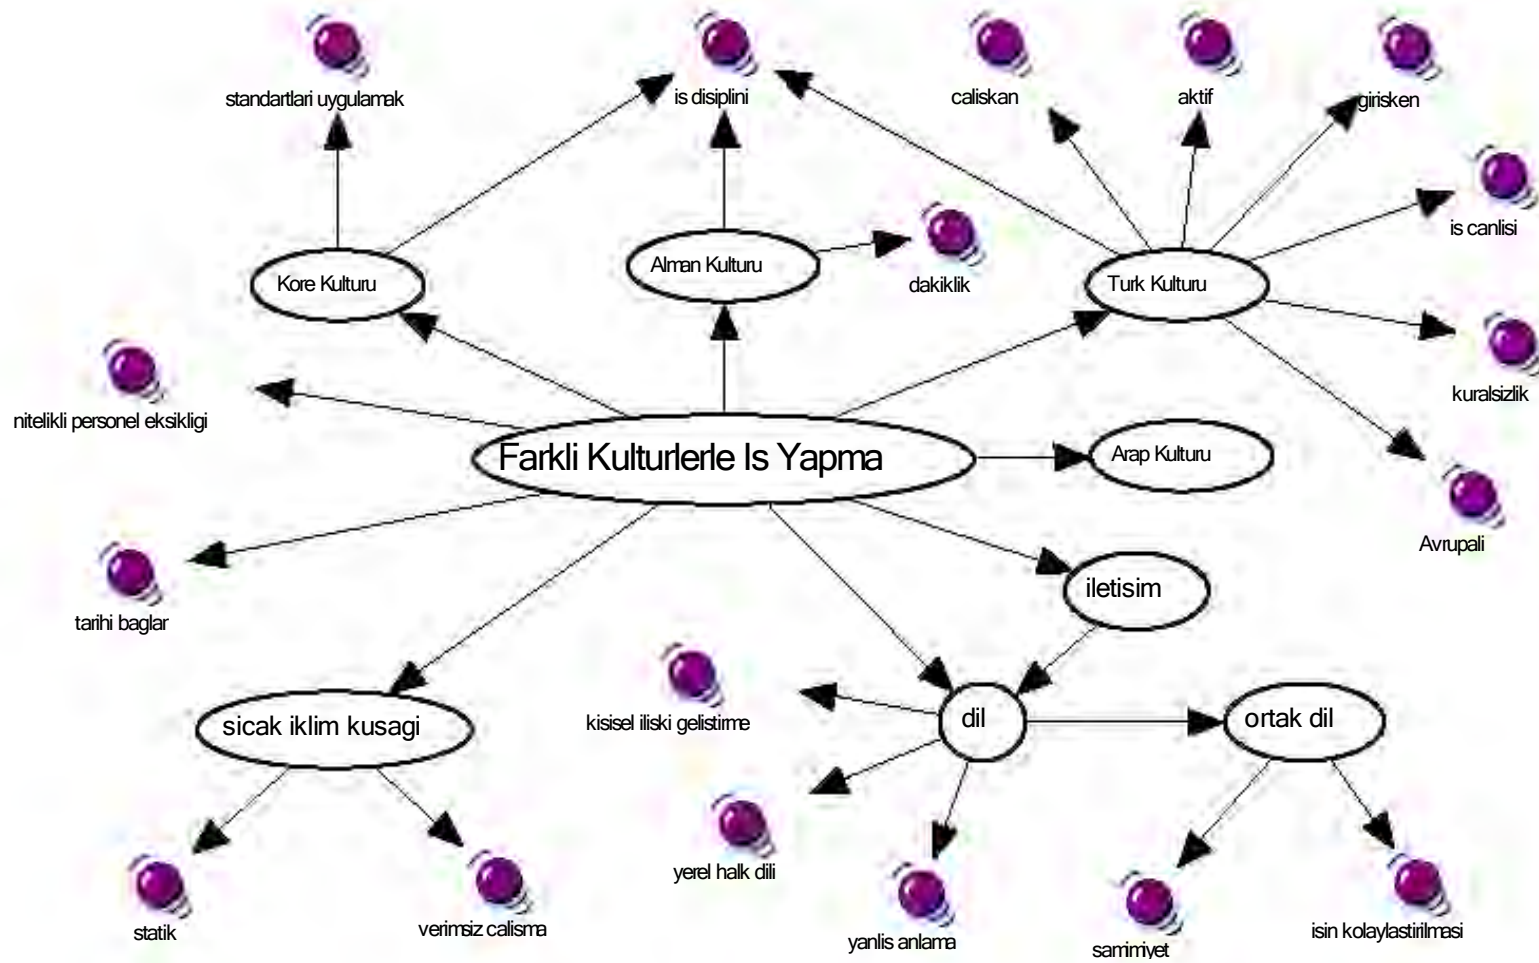 standartlari uygulamak
is disiplini
caliskan
aktif
girisken
is canlisi
Kore Kulturu
Alman Kulturu
dakiklik
Turk Kulturu
nitelikli personel eksikligi
kuralsizlik
Farkli Kulturlerle Is Yapma
Arap Kulturu
Avrupali
tarihi baglar
iletisim
sicak iklim kusagi
kisisel iliski gelistirme
dil
ortak dil
yerel halk dili
statik
verimsiz calisma
yanlis anlama
samimiyet
isin kolaylastirilmasi